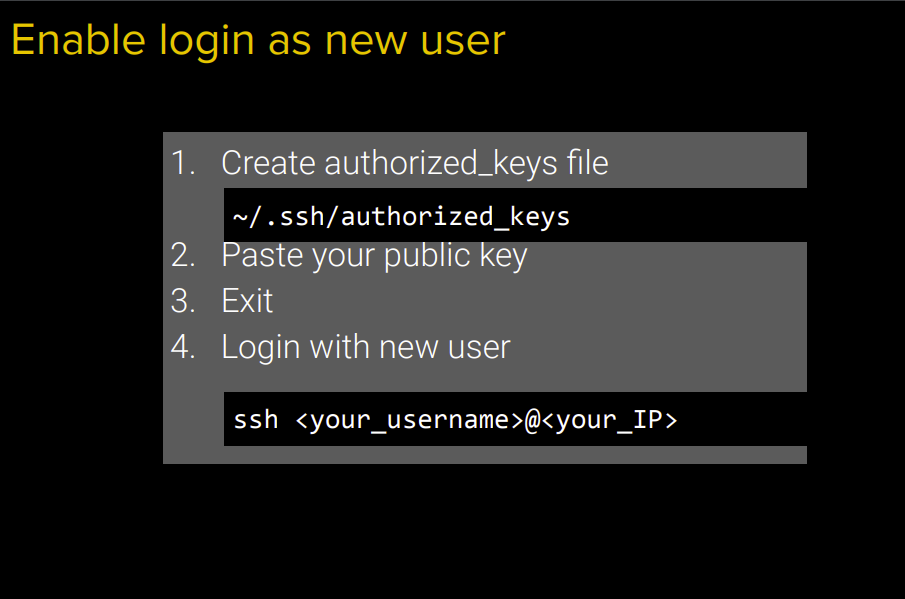 Enable login as new user
1. Create authorized_keys file
~/.ssh/authorized_keys
2. Paste your public key
3. Exit
4. Login with new user
ssh <your_username>@<your_IP>